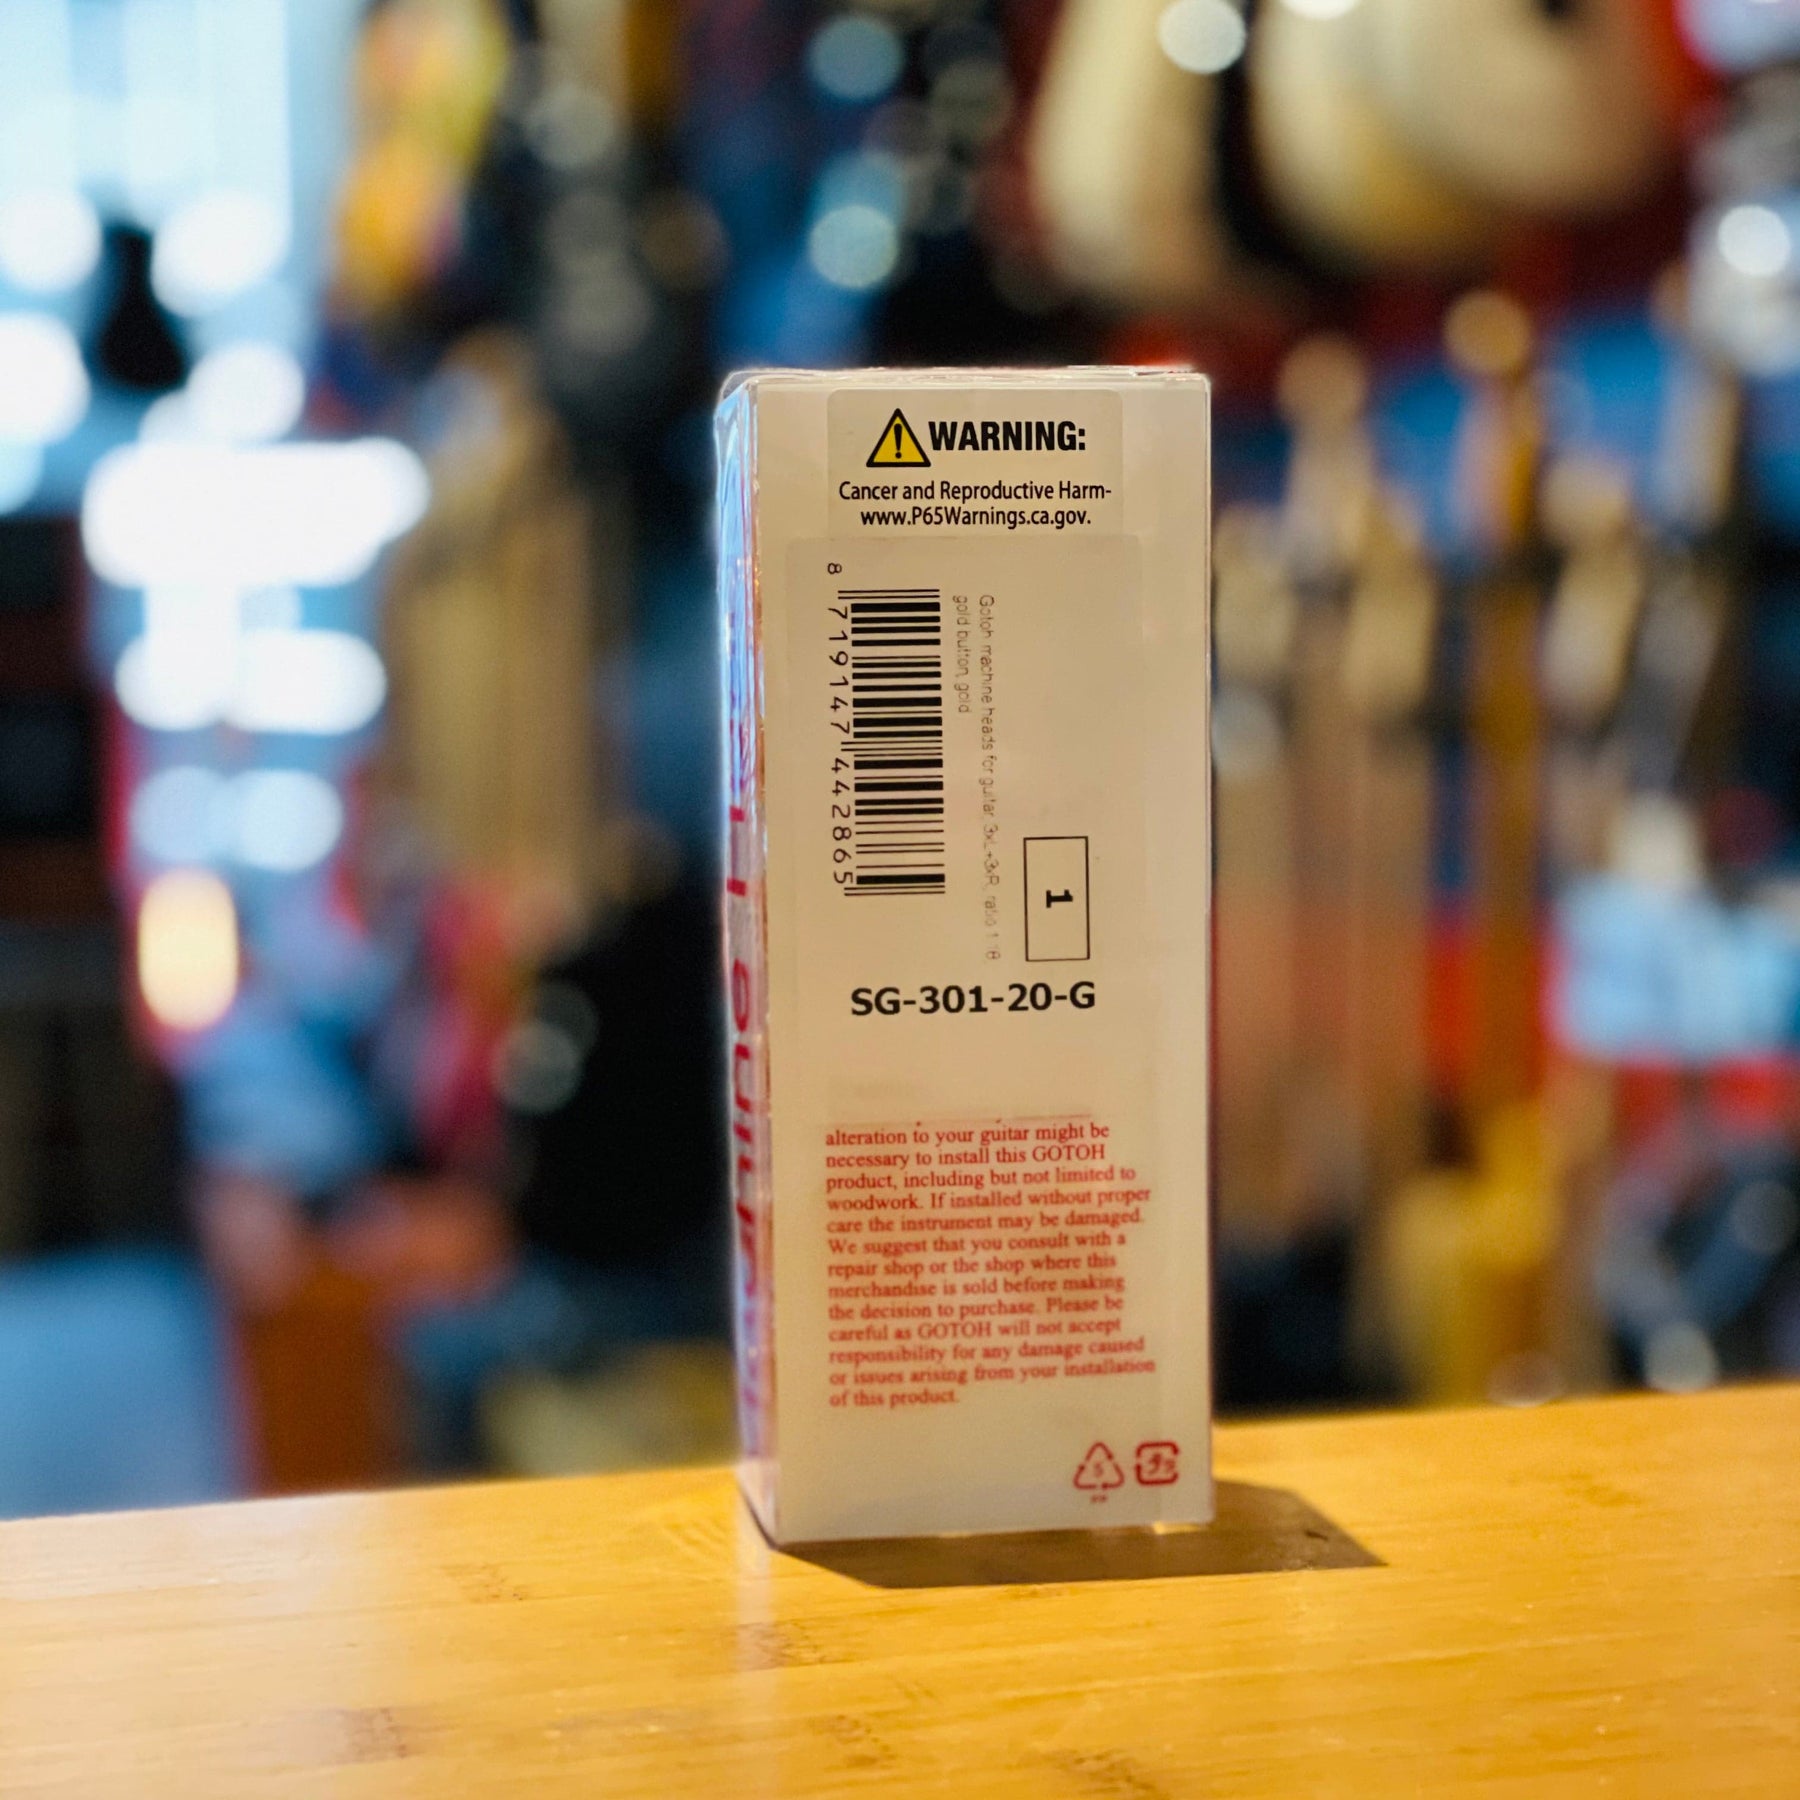 WARNING:
Cancer and Reproductive Harm-
www.P65Warnings.ca.gov.
8 719147 442865
Gotoh machine heads for guitar 3xL+3xR, ratio 1:18
gold button, gold
1
SG-301-20-G
alteration to your guitar might be
necessary to install this GOTOH
product, including but not limited to
woodwork. If installed without proper
care the instrument may be damaged.
We suggest that you consult with a
repair shop or the shop where this
merchandise is sold before making
the decision to purchase. Please be
careful as GOTOH will not accept
responsibility for any damage caused
or issues arising from your installation
of this product.
5
PP